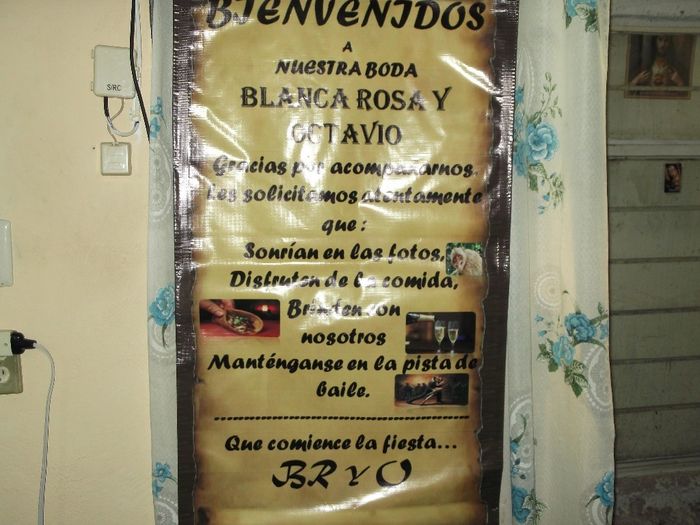 BIENVENIDOS
A
NUESTRA BODA
BLANCA ROSA Y
OCTAVIO
Gracias por acompañarnos.
Les solicitamos atentamente
que :
Sonrían en las fotos,
Disfruten de la comida,
Brinden con
nosotros
Manténganse en la pista de
baile.
Que comience la fiesta...
BR Y O
S/RC